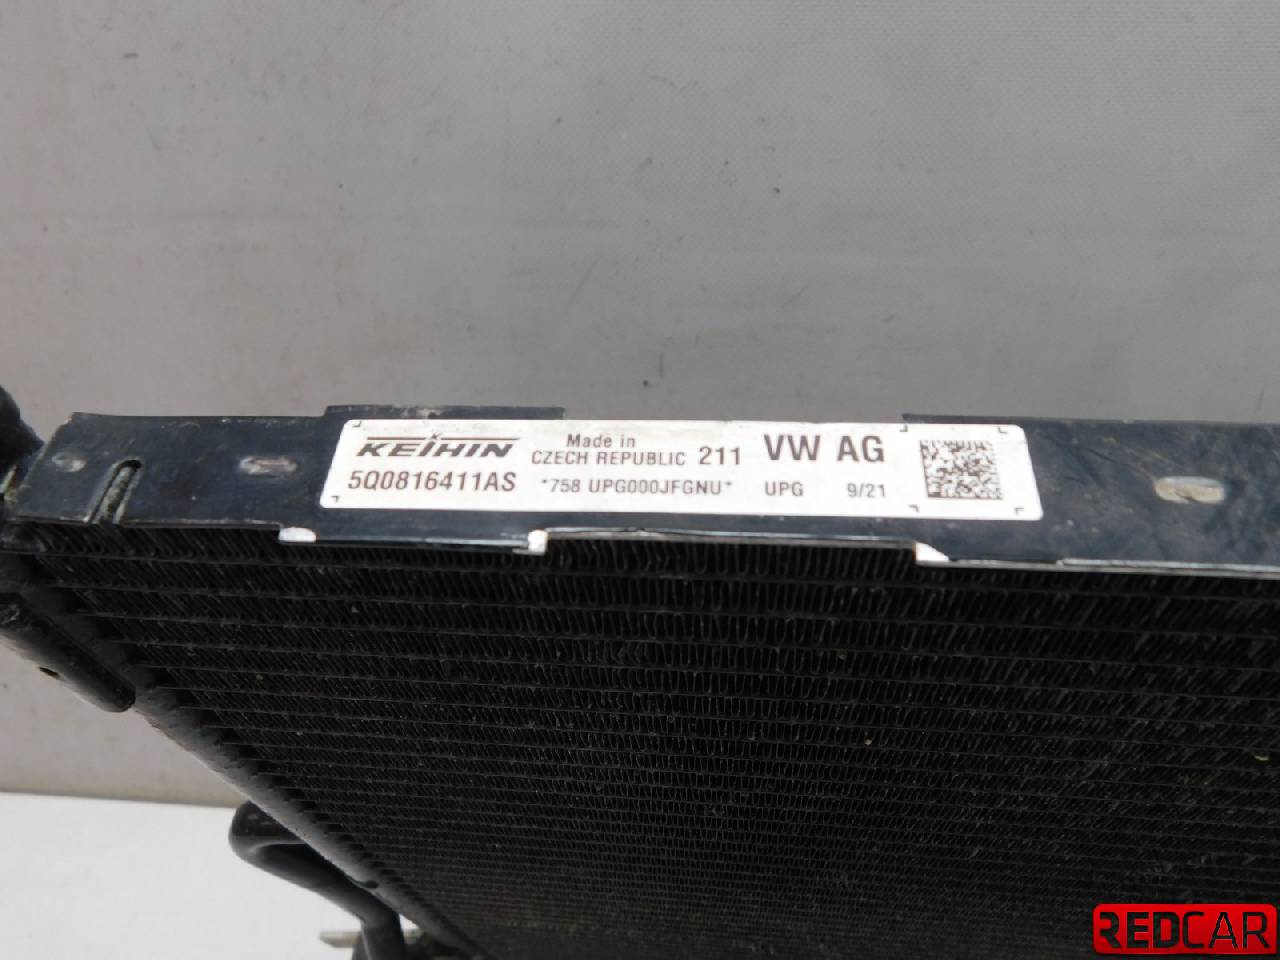 KEIHIN Made in CZECH REPUBLIC 211 VW AG
5Q0816411AS *758 UPG000JFGNU* UPG 9/21
REDCAR